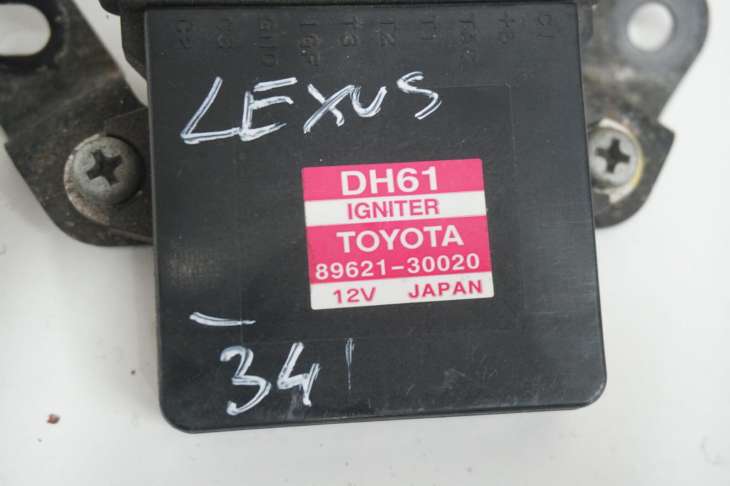 LEXUS
DH61
IGNITER
TOYOTA
89621-30020
12V JAPAN
34